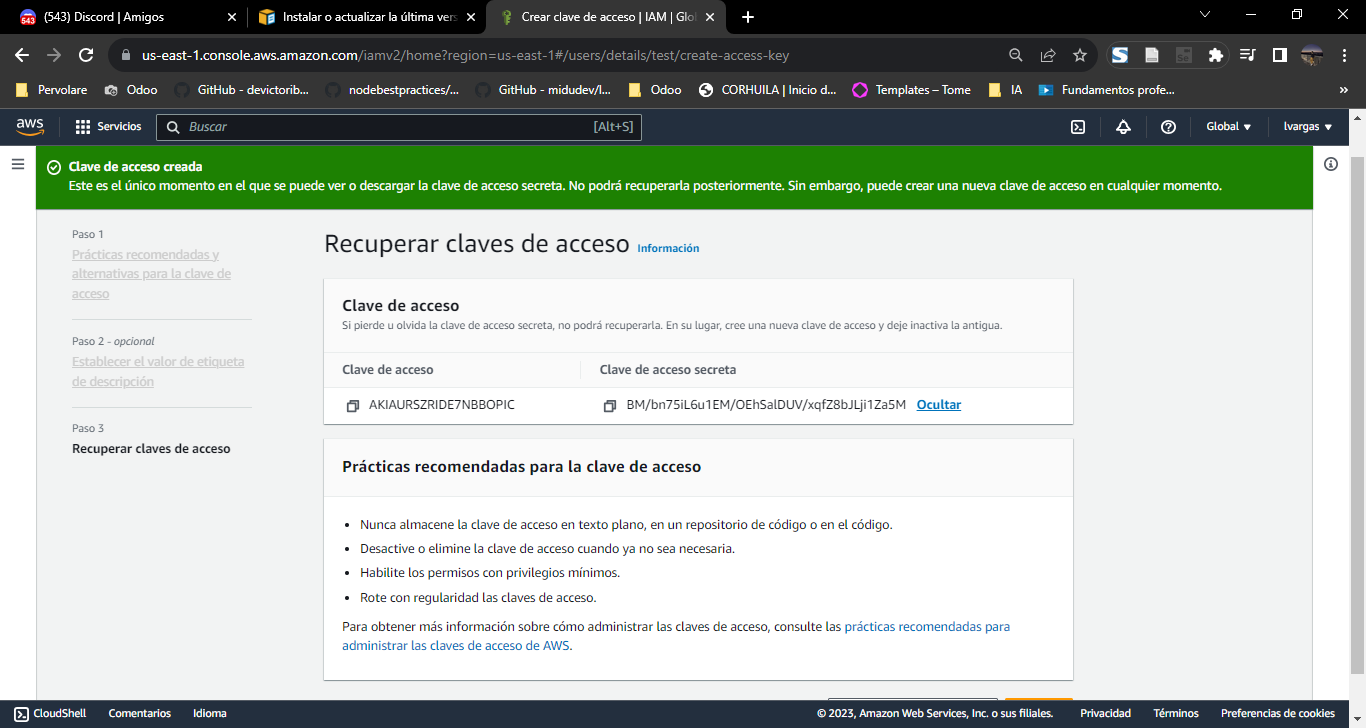 (543) Discord | Amigos
Instalar o actualizar la última vers
Crear clave de acceso | IAM | Glo
us-east-1.console.aws.amazon.com/iamv2/home?region=us-east-1#/users/details/test/create-access-key
Pervolare Odoo GitHub - devictorib... nodebestpractices/... GitHub - midudev/l... Odoo CORHUILA | Inicio d... Templates – Tome IA Fundamentos profe...
aws Servicios Buscar [Alt+S] Global lvargas
Clave de acceso creada
Este es el único momento en el que se puede ver o descargar la clave de acceso secreta. No podrá recuperarla posteriormente. Sin embargo, puede crear una nueva clave de acceso en cualquier momento.
Paso 1
Prácticas recomendadas y
alternativas para la clave de
acceso
Paso 2 - opcional
Establecer el valor de etiqueta
de descripción
Paso 3
Recuperar claves de acceso
Recuperar claves de acceso Información
Clave de acceso
Si pierde u olvida la clave de acceso secreta, no podrá recuperarla. En su lugar, cree una nueva clave de acceso y deje inactiva la antigua.
Clave de acceso Clave de acceso secreta
[credential redacted] [credential redacted] Ocultar
Prácticas recomendadas para la clave de acceso
Nunca almacene la clave de acceso en texto plano, en un repositorio de código o en el código.
Desactive o elimine la clave de acceso cuando ya no sea necesaria.
Habilite los permisos con privilegios mínimos.
Rote con regularidad las claves de acceso.
Para obtener más información sobre cómo administrar las claves de acceso, consulte las prácticas recomendadas para
administrar las claves de acceso de AWS.
CloudShell Comentarios Idioma © 2023, Amazon Web Services, Inc. o sus filiales. Privacidad Términos Preferencias de cookies